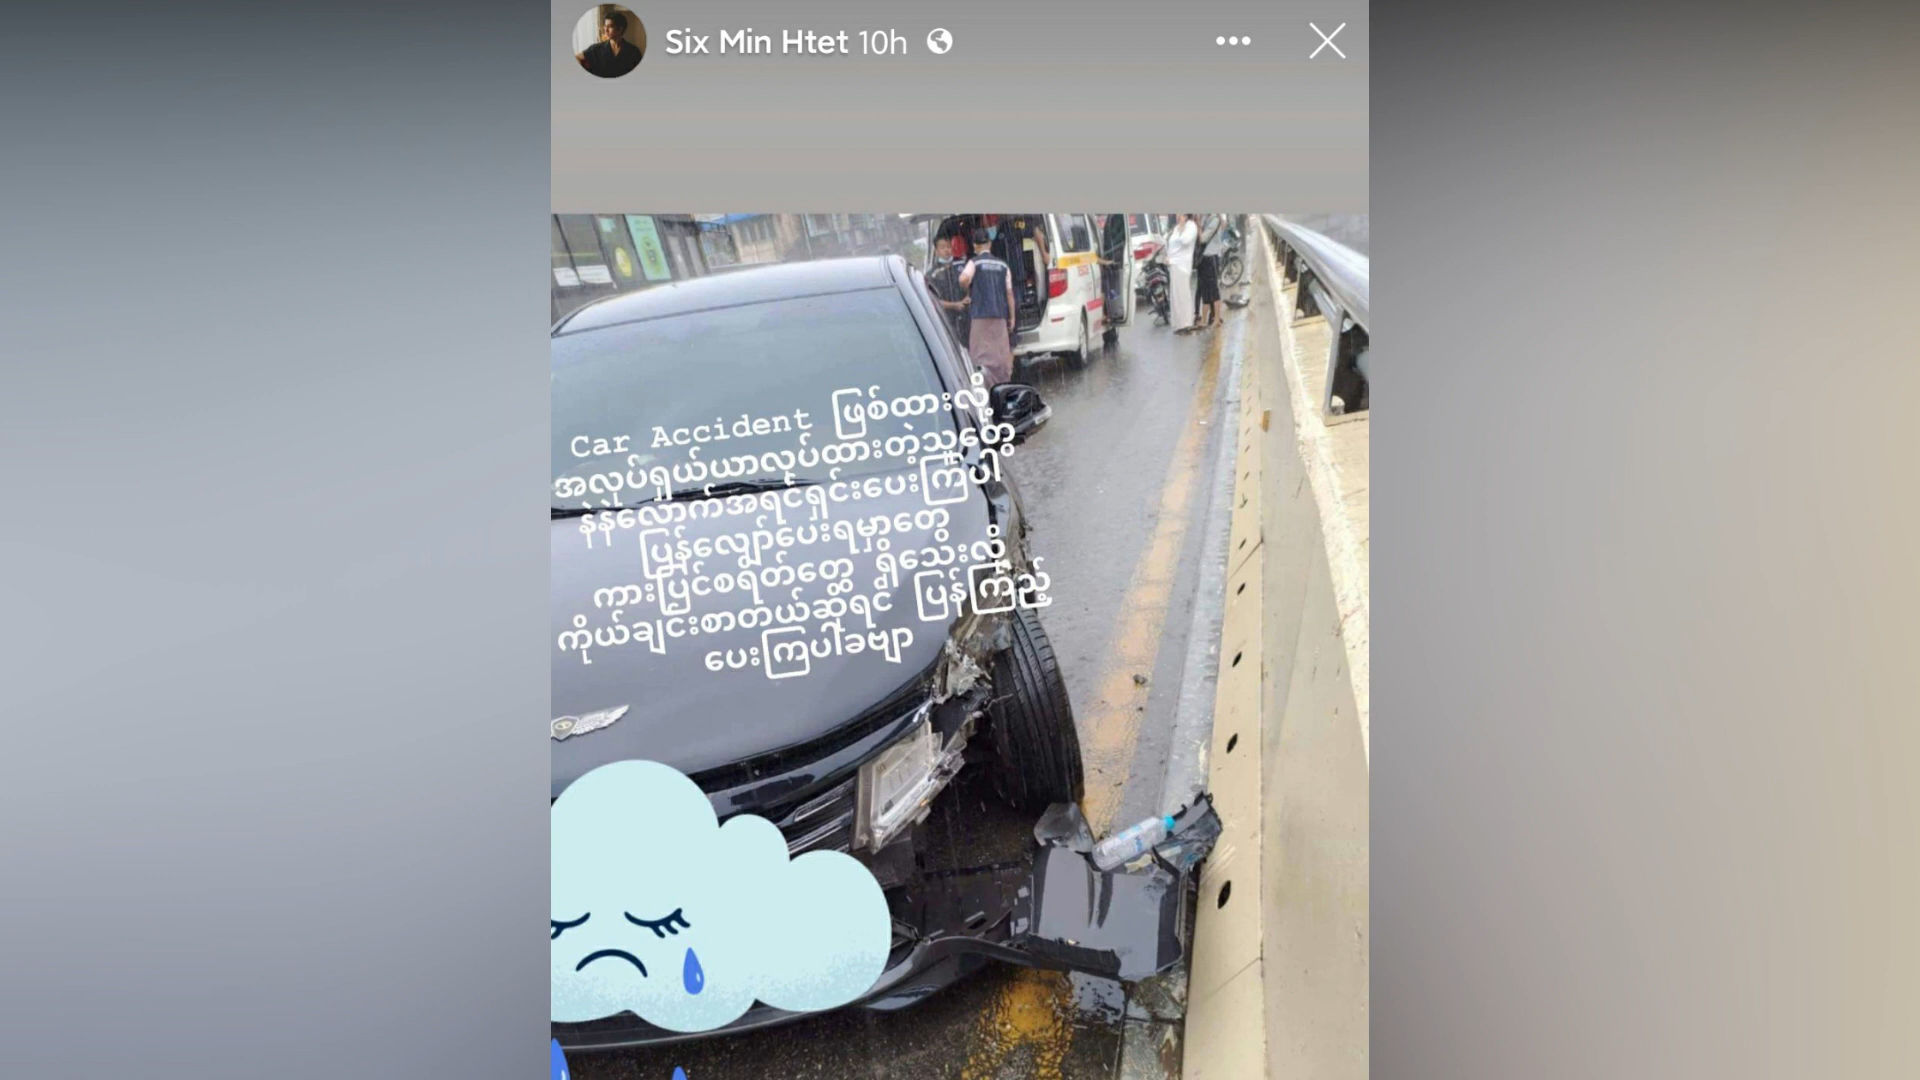 Six Min Htet 10h
Car Accident ဖြစ်ထားလို့
အလုပ်ရှယ်ယာလုပ်ထားတဲ့သူတွေ
နဲနဲလောက်အရင်ရှင်းပေးကြပါ
ပြန်လျော်ပေးရမှာတွေ
ကားပြင်စရိတ်တွေ ရှိသေးလို့
ကိုယ်ချင်းစာတယ်ဆိုရင် ပြန်ကြည့်
ပေးကြပါခဗျာ